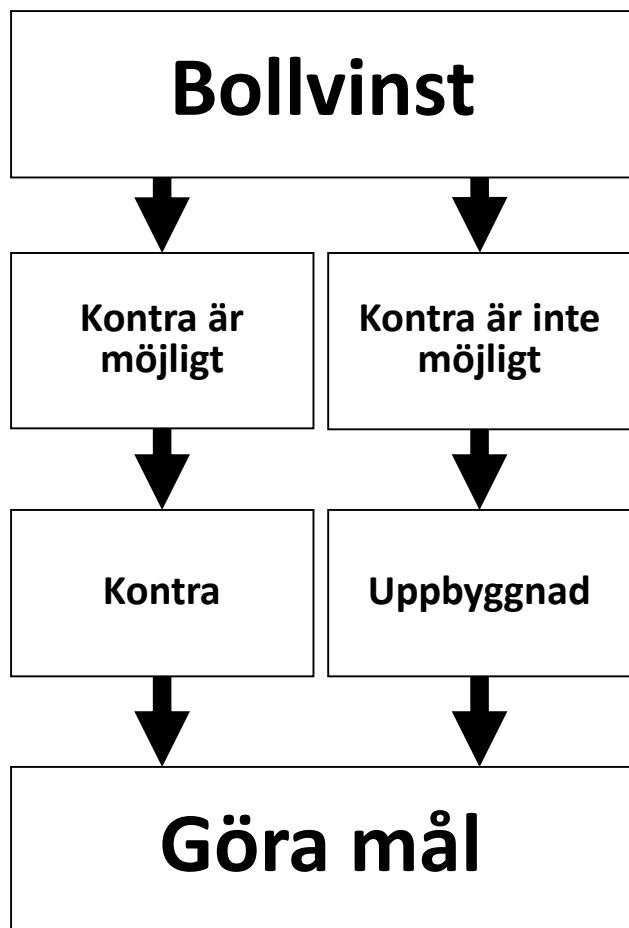 Bollvinst
Kontra är
möjligt
Kontra är inte
möjligt
Kontra
Uppbyggnad
Göra mål